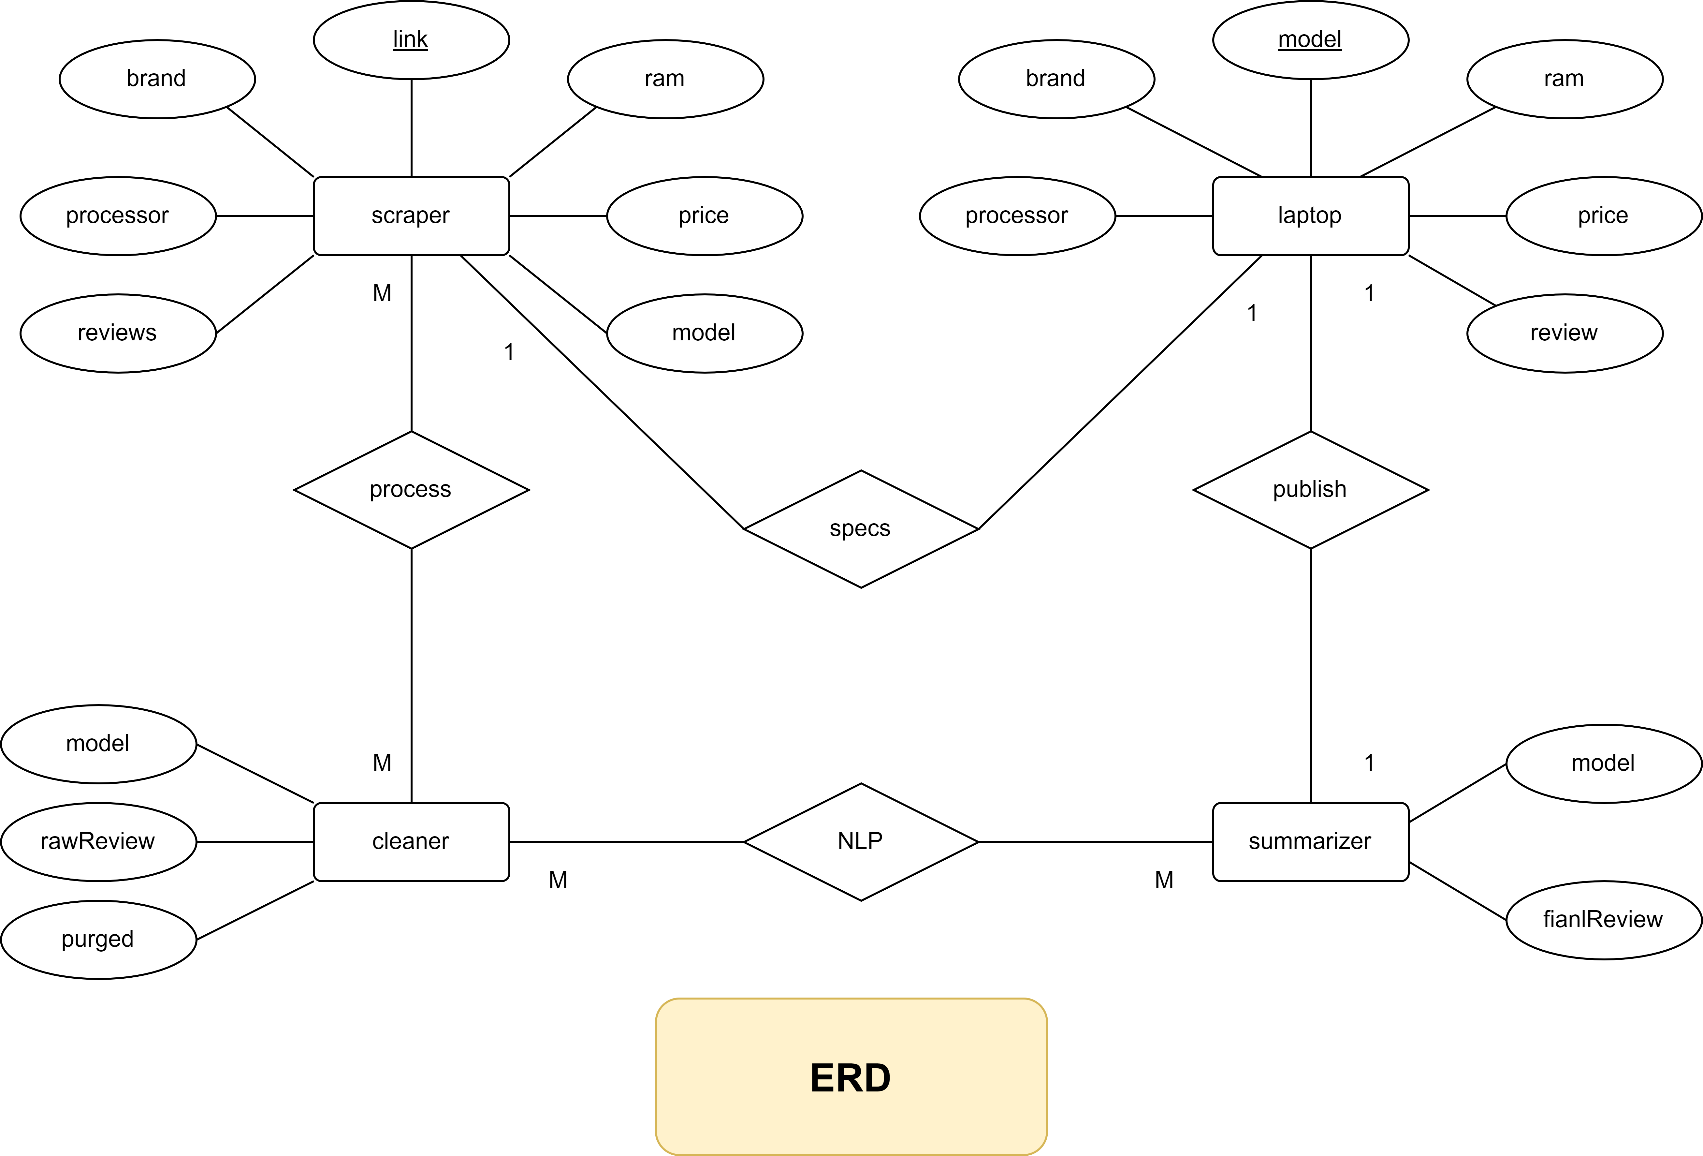 link
model
brand
ram
brand
ram
processor
scraper
price
processor
laptop
price
M
1
1
1
reviews
model
review
process
specs
publish
model
M
1
model
rawReview
cleaner
NLP
summarizer
M
M
purged
fianlReview
ERD